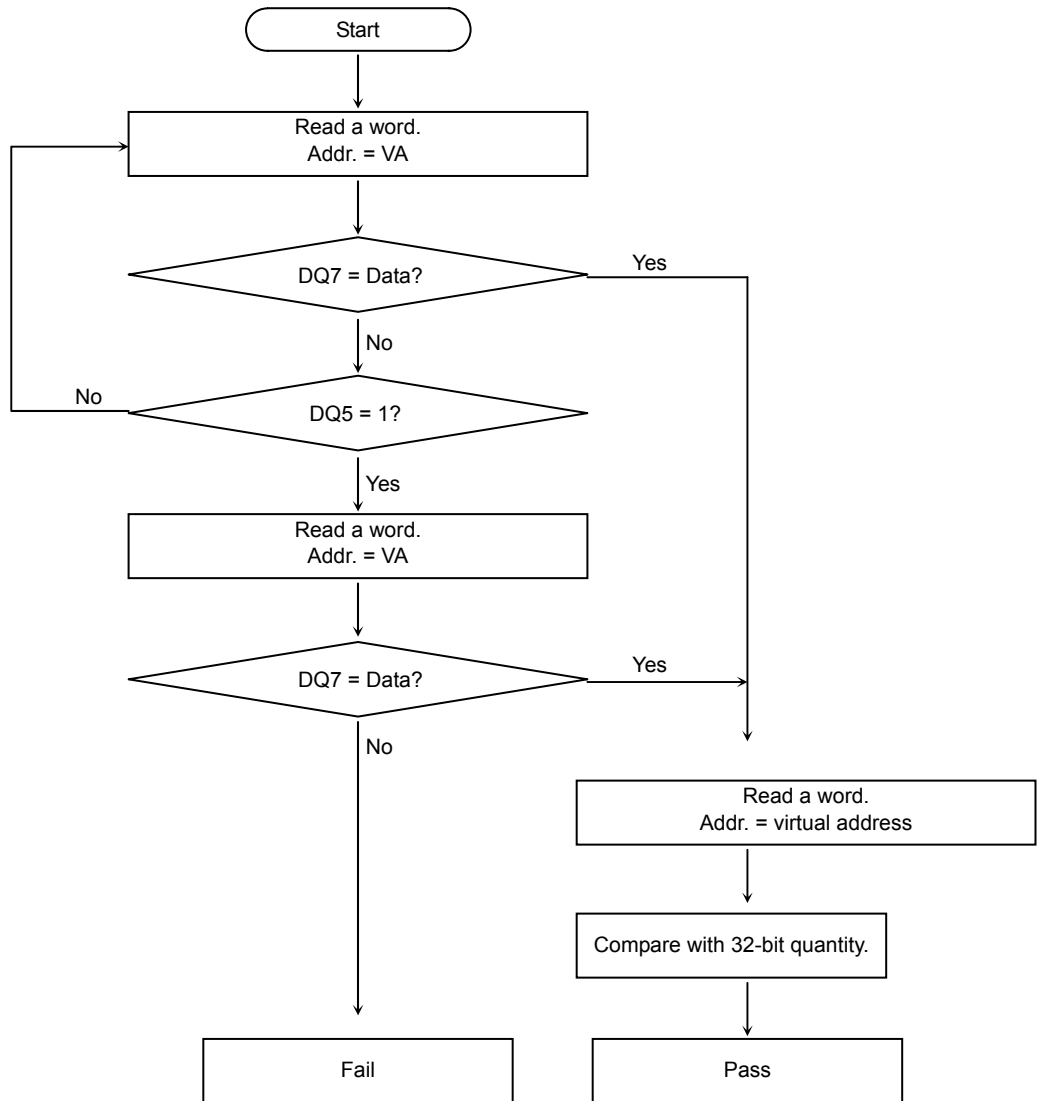 Start
Read a word.
Addr. = VA
DQ7 = Data?
Yes
No
No
DQ5 = 1?
Yes
Read a word.
Addr. = VA
DQ7 = Data?
Yes
No
Read a word.
Addr. = virtual address
Compare with 32-bit quantity.
Fail
Pass